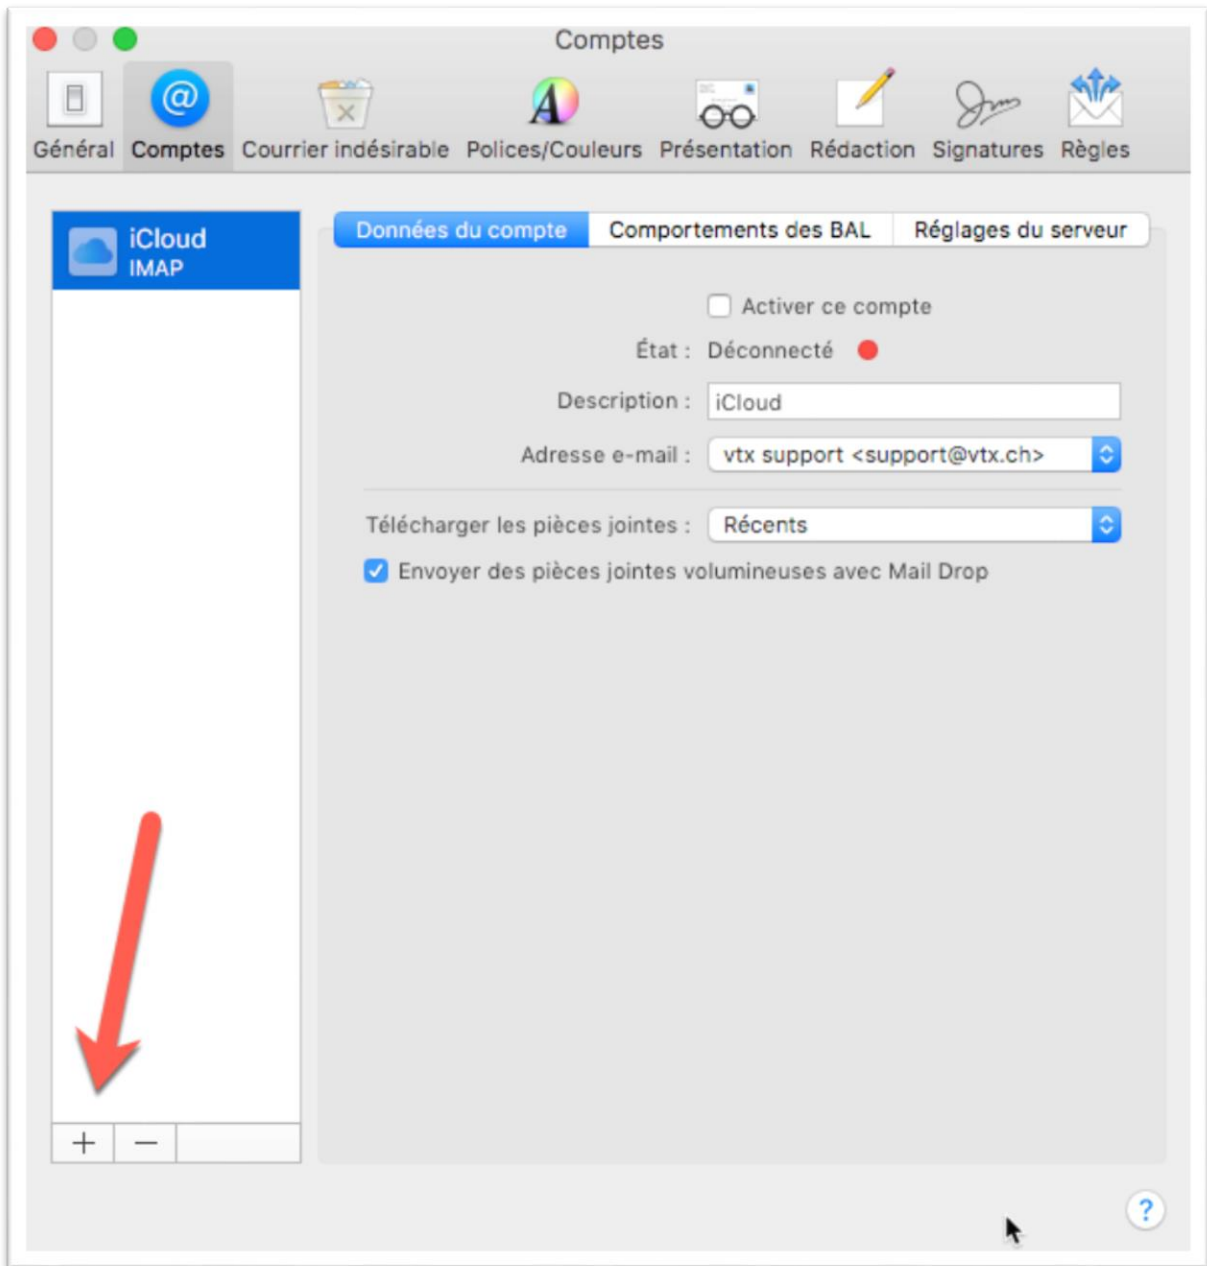 Comptes
Général Comptes Courrier indésirable Polices/Couleurs Présentation Rédaction Signatures Règles
iCloud
IMAP
Données du compte Comportements des BAL Réglages du serveur
Activer ce compte
État : Déconnecté
Description : iCloud
Adresse e-mail : vtx support <support@vtx.ch>
Télécharger les pièces jointes : Récents
Envoyer des pièces jointes volumineuses avec Mail Drop
+ −
?